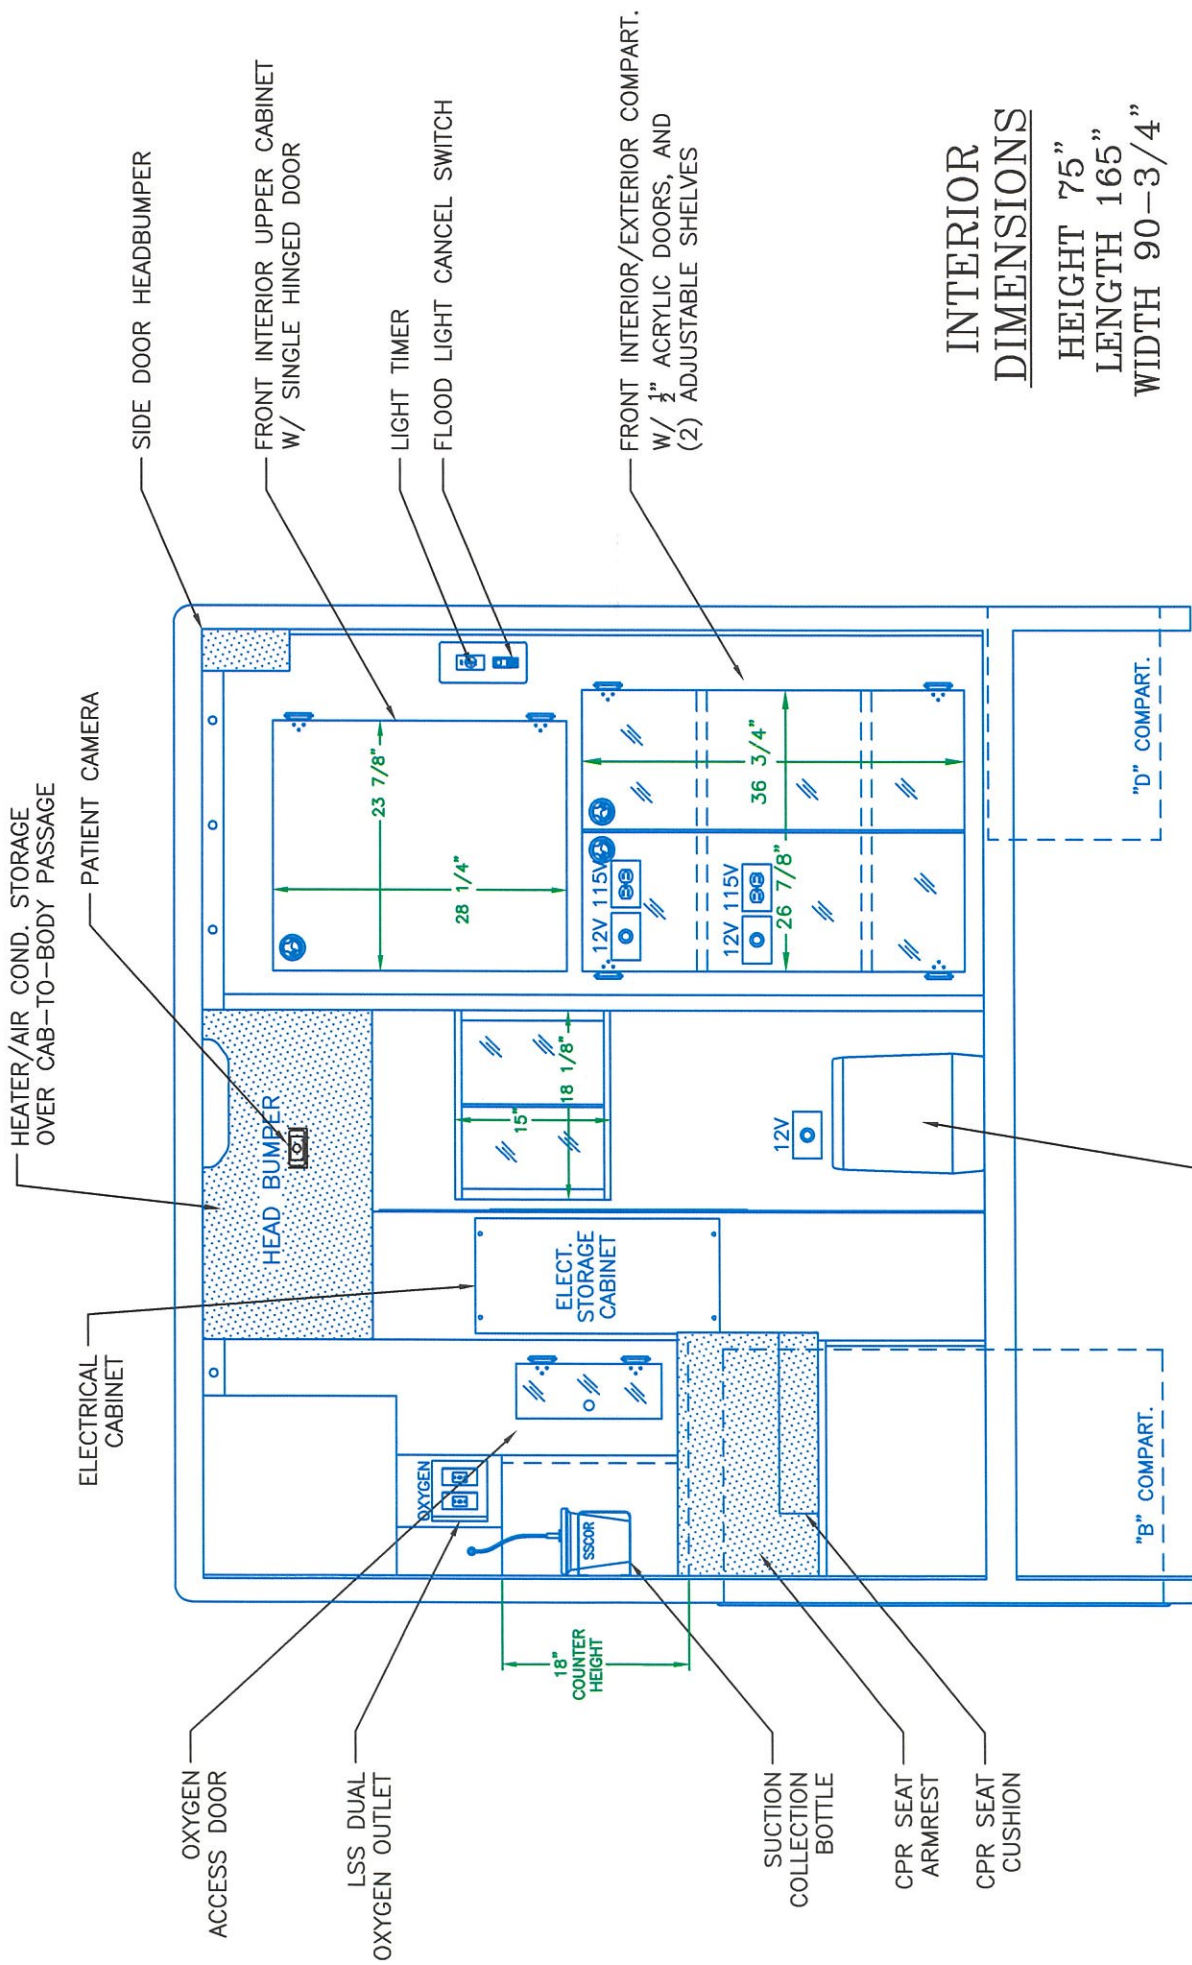 HEATER/AIR COND. STORAGE
OVER CAB-TO-BODY PASSAGE
PATIENT CAMERA
SIDE DOOR HEADBUMPER
ELECTRICAL
CABINET
FRONT INTERIOR UPPER CABINET
W/ SINGLE HINGED DOOR
OXYGEN
ACCESS DOOR
LSS DUAL
OXYGEN OUTLET
LIGHT TIMER
FLOOD LIGHT CANCEL SWITCH
FRONT INTERIOR/EXTERIOR COMPART.
W/ 1/2" ACRYLIC DOORS, AND
(2) ADJUSTABLE SHELVES
SUCTION
COLLECTION
BOTTLE
CPR SEAT
ARMREST
CPR SEAT
CUSHION
HEAD BUMPER
OXYGEN
SSCOR
ELECT.
STORAGE
CABINET
18"
COUNTER
HEIGHT
15"
18 1/8"
23 7/8"
28 1/4"
12V 115V
12V 115V
36 3/4"
26 7/8"
12V
"B" COMPART.
"D" COMPART.
INTERIOR
DIMENSIONS
HEIGHT 75"
LENGTH 165"
WIDTH 90-3/4"